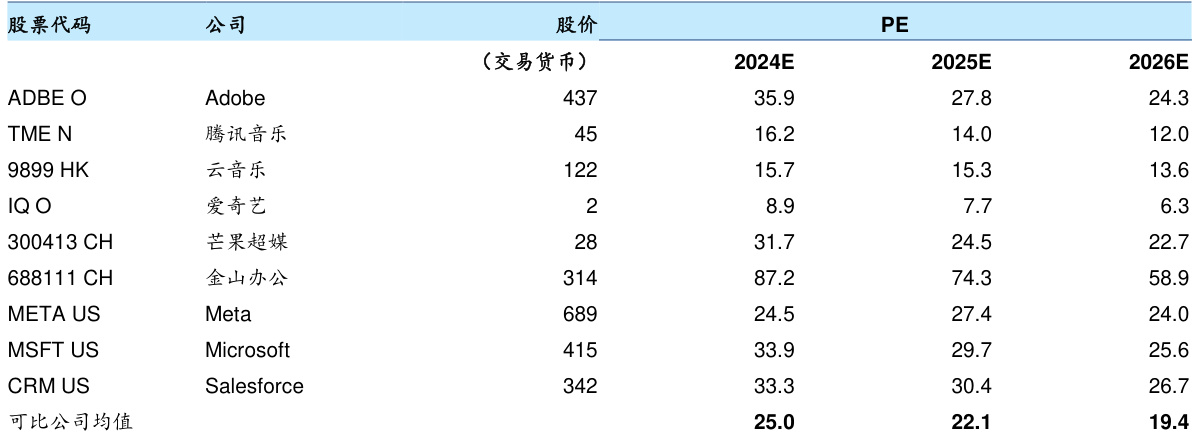 股票代码 公司 股价 PE
（交易货币） 2024E 2025E 2026E
ADBE O Adobe 437 35.9 27.8 24.3
TME N 腾讯音乐 45 16.2 14.0 12.0
9899 HK 云音乐 122 15.7 15.3 13.6
IQ O 爱奇艺 2 8.9 7.7 6.3
300413 CH 芒果超媒 28 31.7 24.5 22.7
688111 CH 金山办公 314 87.2 74.3 58.9
META US Meta 689 24.5 27.4 24.0
MSFT US Microsoft 415 33.9 29.7 25.6
CRM US Salesforce 342 33.3 30.4 26.7
可比公司均值 25.0 22.1 19.4